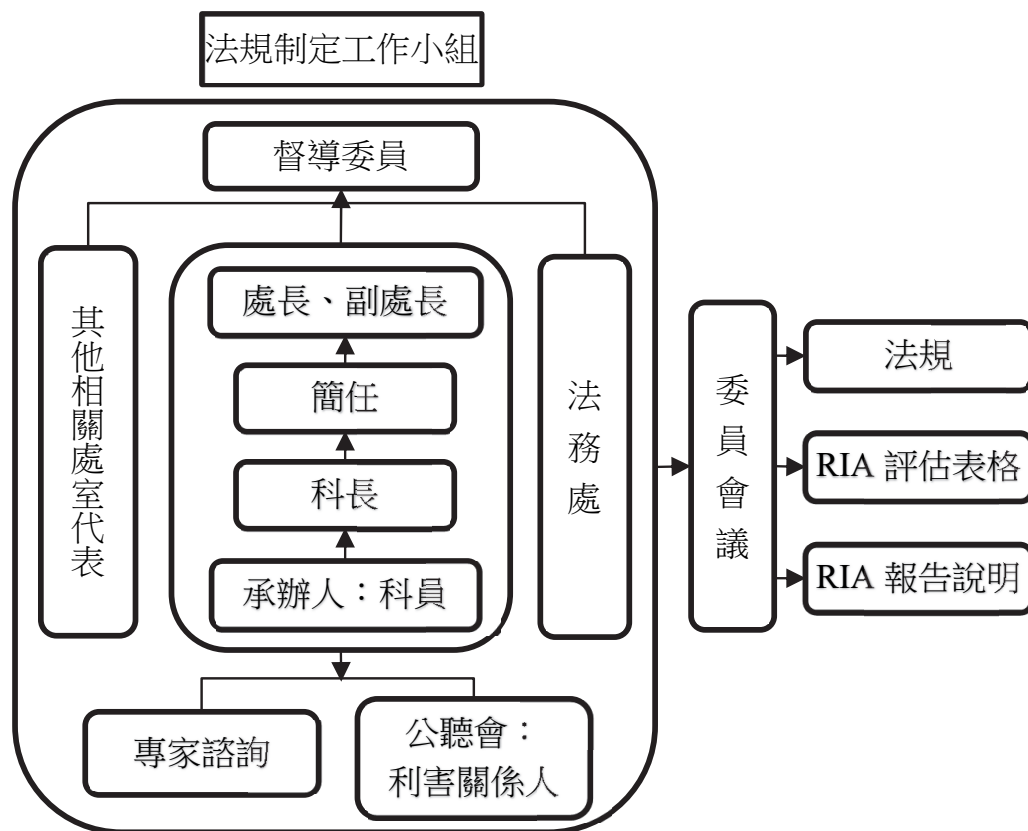 法規制定工作小組
督導委員
其他相關處室代表
處長、副處長
簡任
科長
承辦人：科員
法務處
專家諮詢
公聽會：
利害關係人
委員會議
法規
RIA 評估表格
RIA 報告說明